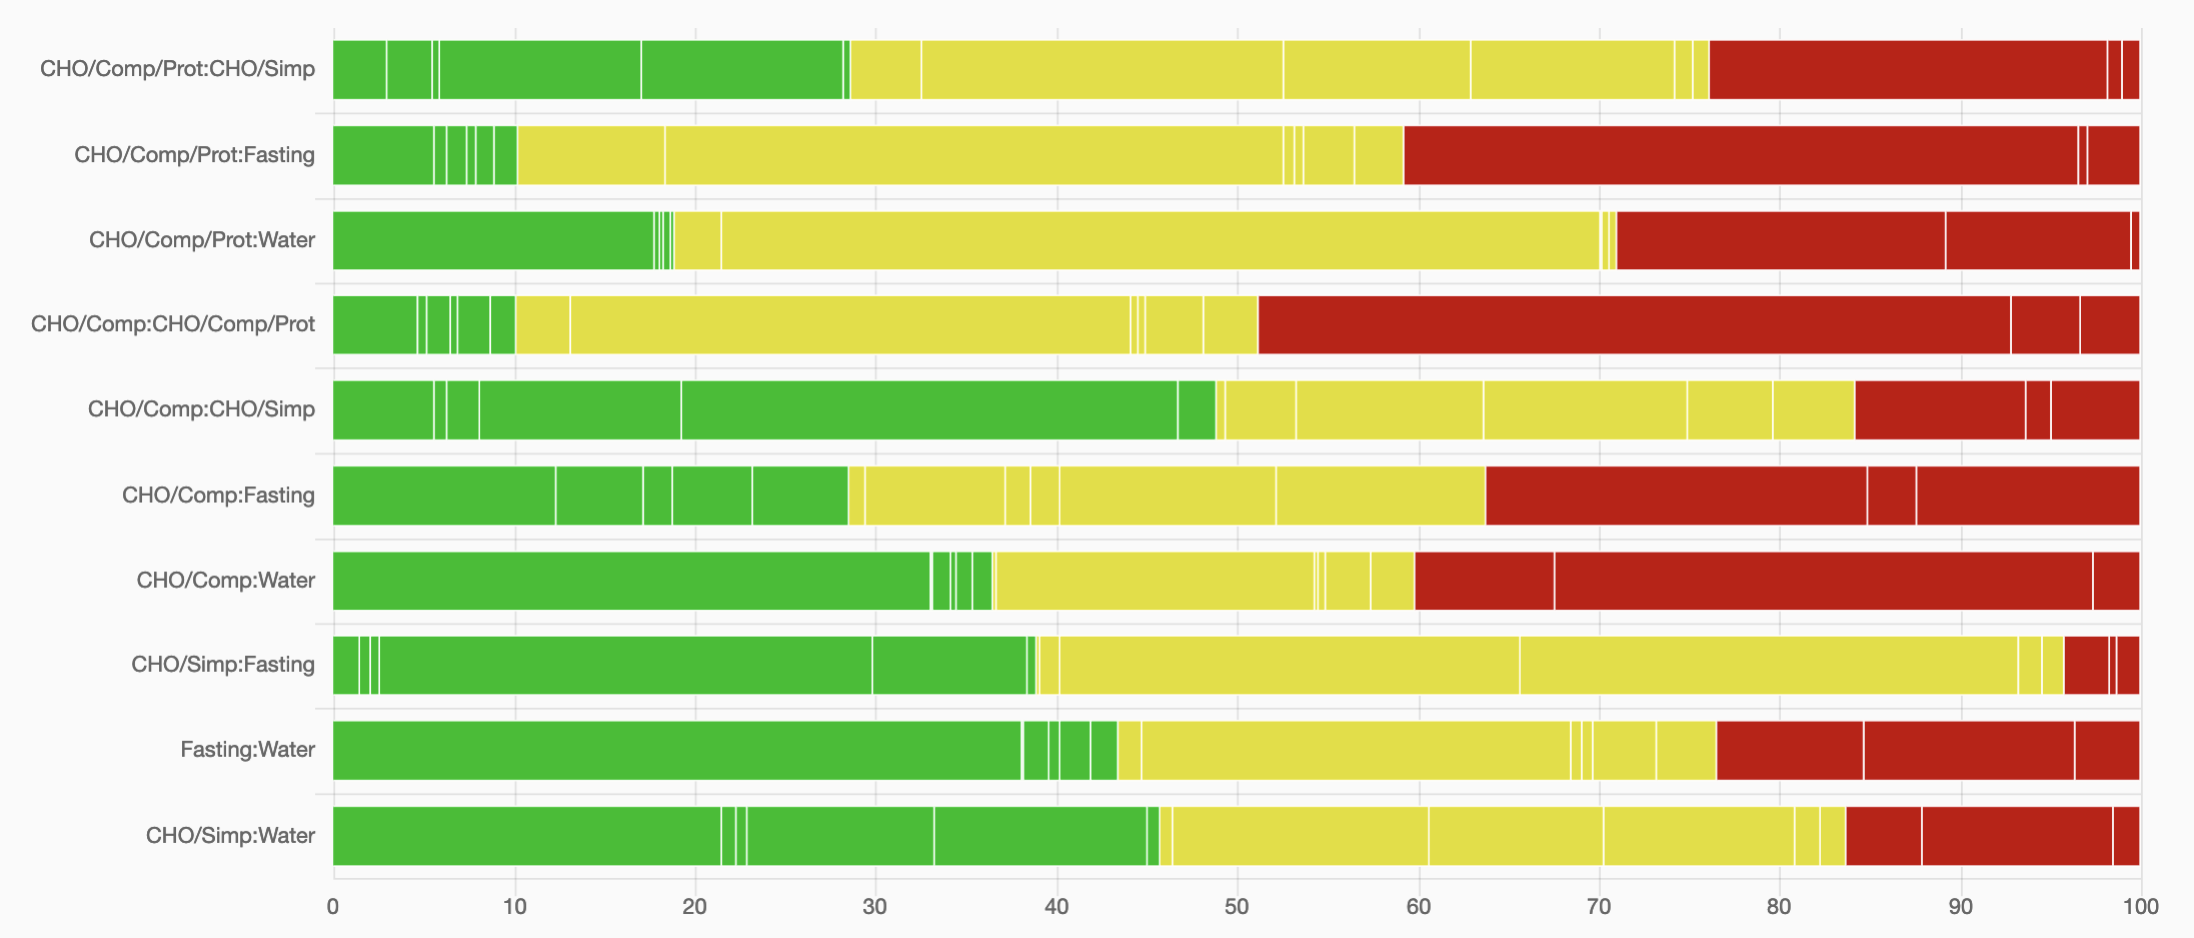 CHO/Comp/Prot:CHO/Simp
CHO/Comp/Prot:Fasting
CHO/Comp/Prot:Water
CHO/Comp:CHO/Comp/Prot
CHO/Comp:CHO/Simp
CHO/Comp:Fasting
CHO/Comp:Water
CHO/Simp:Fasting
Fasting:Water
CHO/Simp:Water
0 10 20 30 40 50 60 70 80 90 100